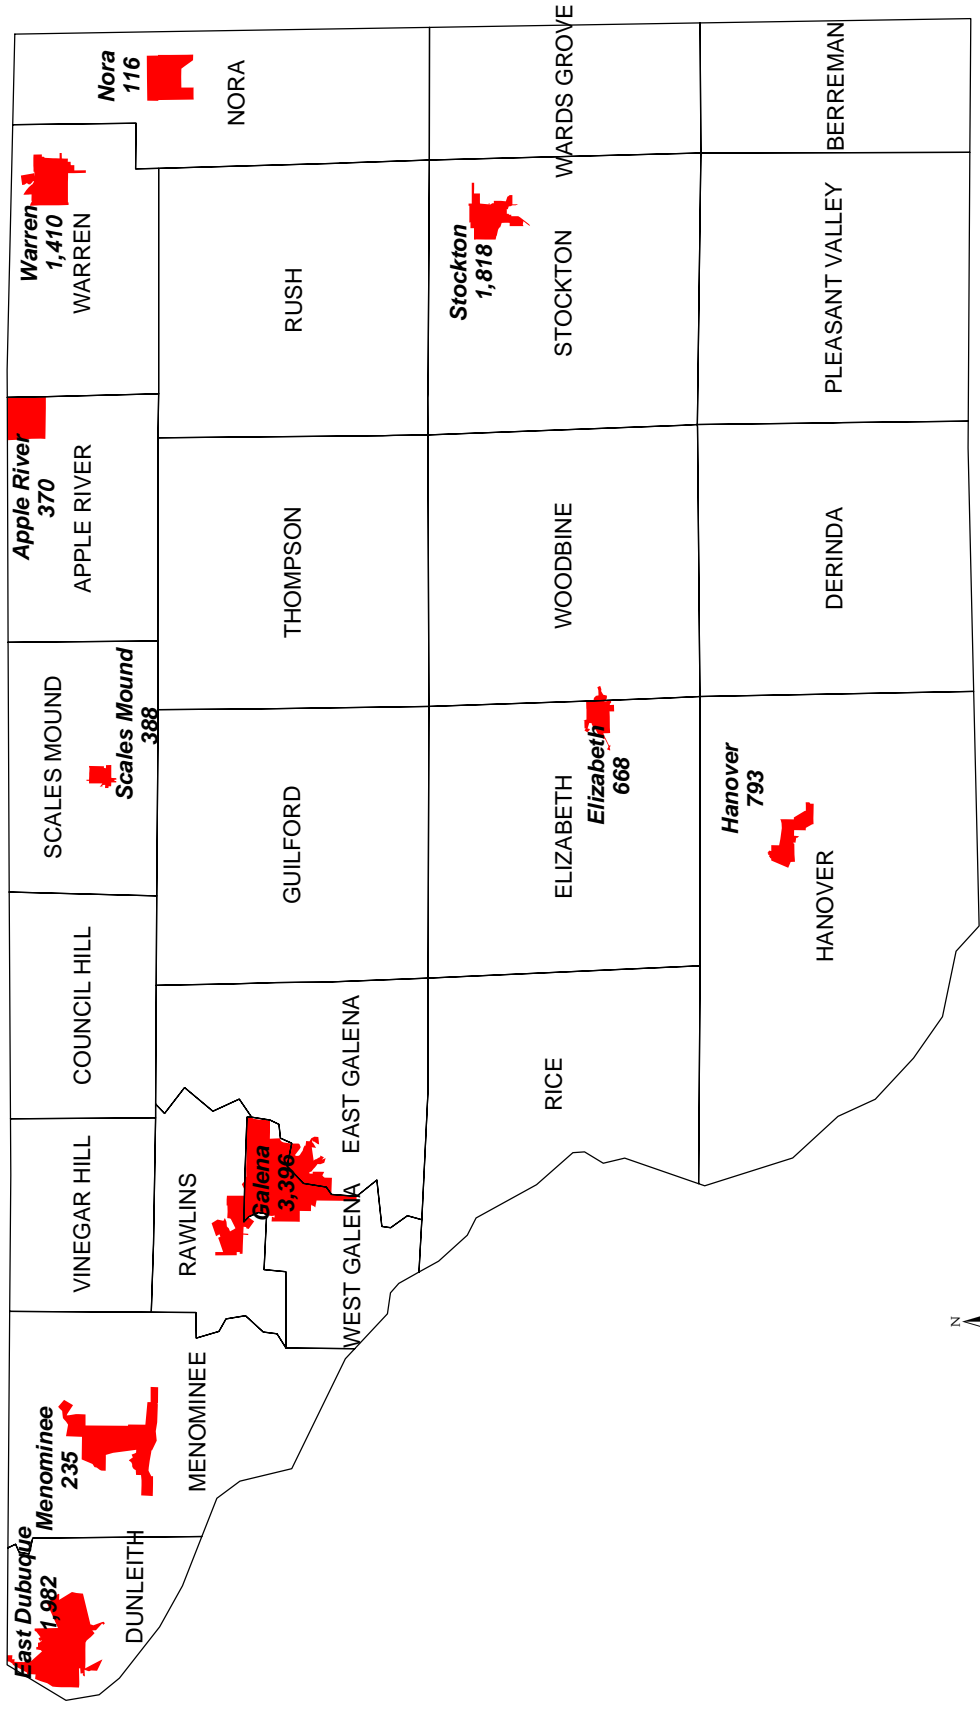 East Dubuque
1,982
DUNLEITH
Menominee
235
MENOMINEE
VINEGAR HILL
RAWLINS
Galena
3,396
WEST GALENA
EAST GALENA
COUNCIL HILL
SCALES MOUND
Scales Mound
388
GUILFORD
RICE
Apple River
370
APPLE RIVER
THOMPSON
ELIZABETH
Elizabeth
668
Hanover
793
HANOVER
Warren
1,410
WARREN
RUSH
WOODBINE
DERINDA
Nora
116
NORA
Stockton
1,818
STOCKTON
PLEASANT VALLEY
WARDS GROVE
BERREMAN
N